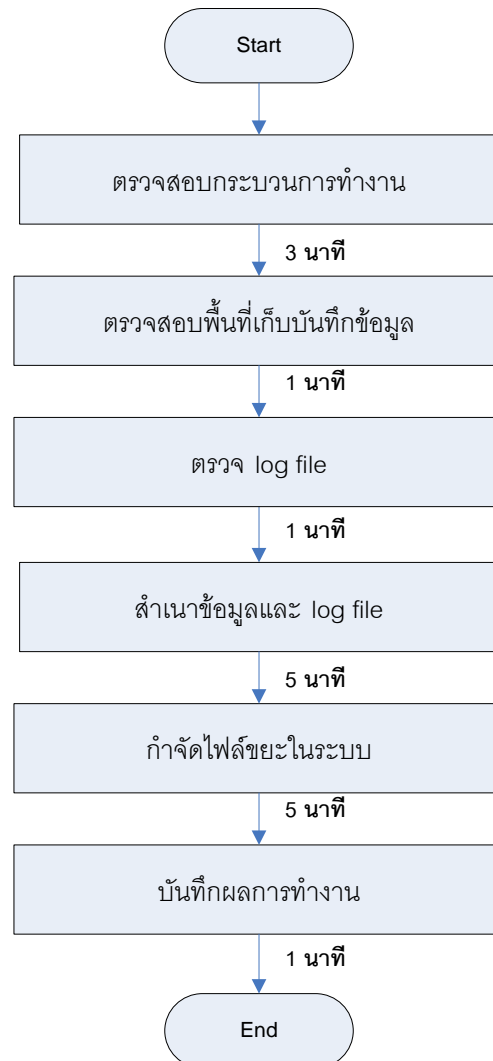 Start
ตรวจสอบกระบวนการทำงาน
3 นาที
ตรวจสอบพื้นที่เก็บบันทึกข้อมูล
1 นาที
ตรวจ log file
1 นาที
สำเนาข้อมูลและ log file
5 นาที
กำจัดไฟล์ขยะในระบบ
5 นาที
บันทึกผลการทำงาน
1 นาที
End